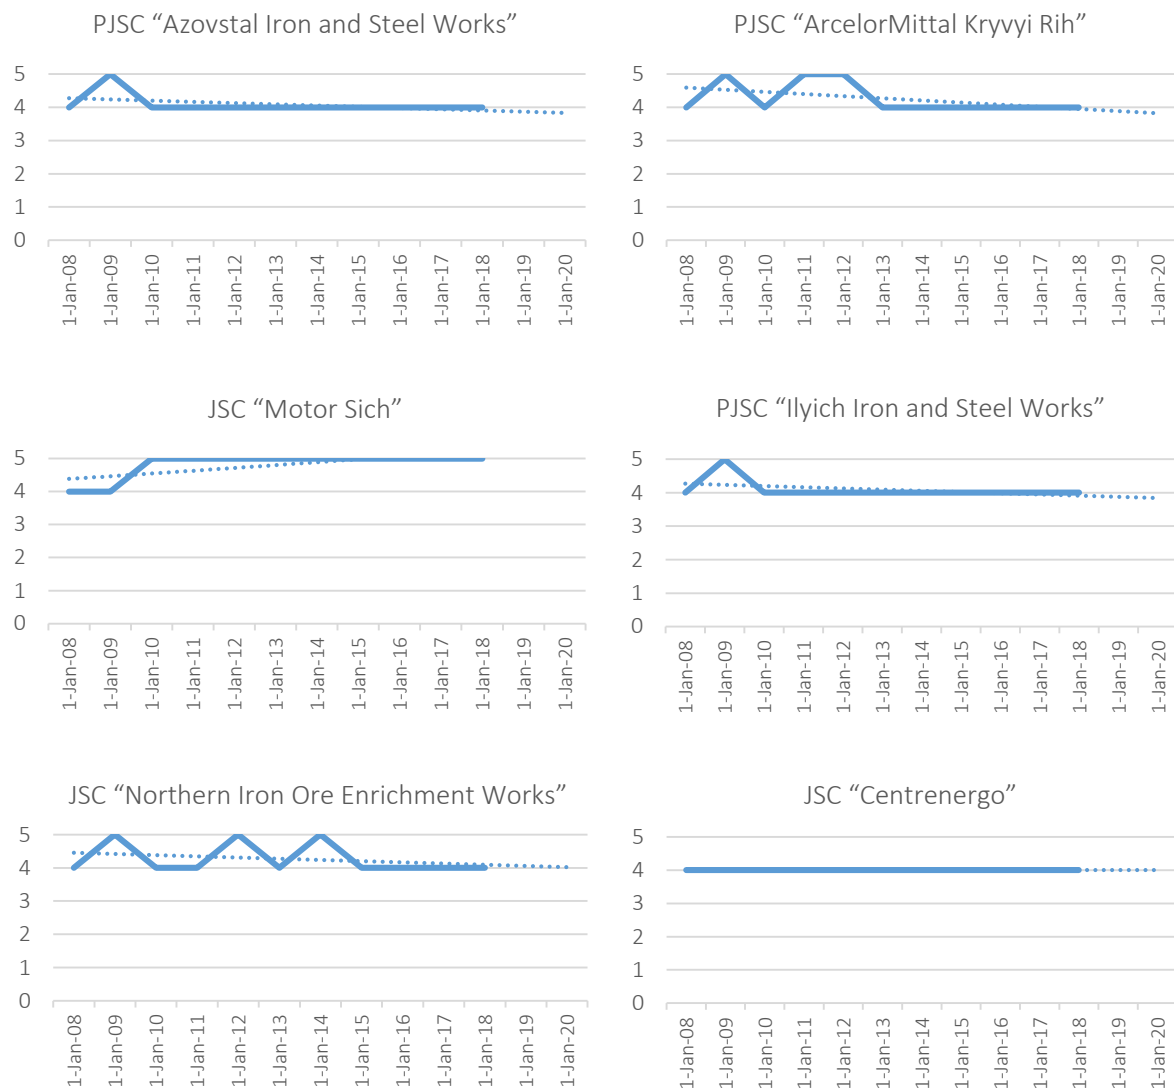 PJSC “Azovstal Iron and Steel Works”
5
4
3
2
1
0
1-Jan-08
1-Jan-09
1-Jan-10
1-Jan-11
1-Jan-12
1-Jan-13
1-Jan-14
1-Jan-15
1-Jan-16
1-Jan-17
1-Jan-18
1-Jan-19
1-Jan-20
PJSC “ArcelorMittal Kryvyi Rih”
5
4
3
2
1
0
1-Jan-08
1-Jan-09
1-Jan-10
1-Jan-11
1-Jan-12
1-Jan-13
1-Jan-14
1-Jan-15
1-Jan-16
1-Jan-17
1-Jan-18
1-Jan-19
1-Jan-20
JSC “Motor Sich”
5
4
3
2
1
0
1-Jan-08
1-Jan-09
1-Jan-10
1-Jan-11
1-Jan-12
1-Jan-13
1-Jan-14
1-Jan-15
1-Jan-16
1-Jan-17
1-Jan-18
1-Jan-19
1-Jan-20
PJSC “Ilyich Iron and Steel Works”
5
4
3
2
1
0
1-Jan-08
1-Jan-09
1-Jan-10
1-Jan-11
1-Jan-12
1-Jan-13
1-Jan-14
1-Jan-15
1-Jan-16
1-Jan-17
1-Jan-18
1-Jan-19
1-Jan-20
JSC “Northern Iron Ore Enrichment Works”
5
4
3
2
1
0
1-Jan-08
1-Jan-09
1-Jan-10
1-Jan-11
1-Jan-12
1-Jan-13
1-Jan-14
1-Jan-15
1-Jan-16
1-Jan-17
1-Jan-18
1-Jan-19
1-Jan-20
JSC “Centrenergo”
5
4
3
2
1
0
1-Jan-08
1-Jan-09
1-Jan-10
1-Jan-11
1-Jan-12
1-Jan-13
1-Jan-14
1-Jan-15
1-Jan-16
1-Jan-17
1-Jan-18
1-Jan-19
1-Jan-20